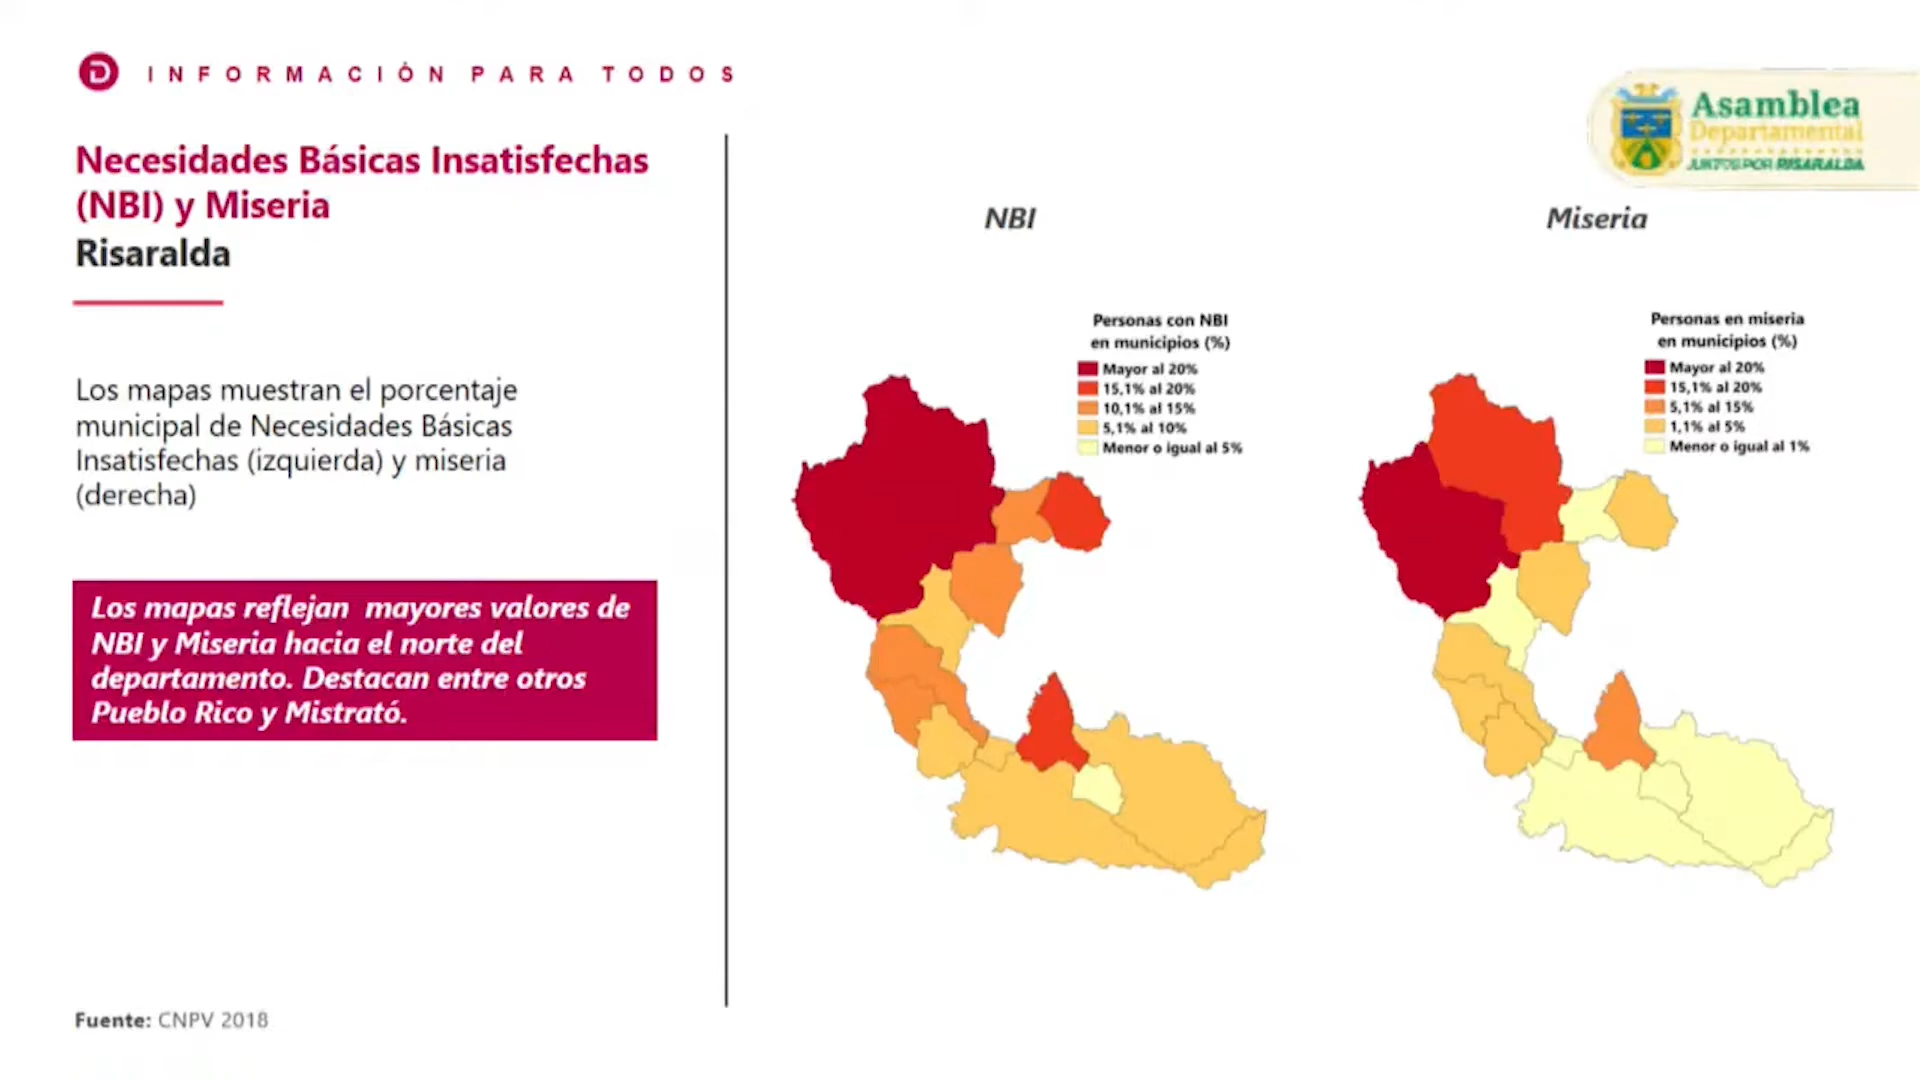 INFORMACIÓN PARA TODOS
Asamblea
Departamental
JUNTOS POR RISARALDA
Necesidades Básicas Insatisfechas
(NBI) y Miseria
Risaralda
Los mapas muestran el porcentaje
municipal de Necesidades Básicas
Insatisfechas (izquierda) y miseria
(derecha)
Los mapas reflejan mayores valores de
NBI y Miseria hacia el norte del
departamento. Destacan entre otros
Pueblo Rico y Mistrató.
Fuente: CNPV 2018
NBI
Personas con NBI
en municipios (%)
Mayor al 20%
15,1% al 20%
10,1% al 15%
5,1% al 10%
Menor o igual al 5%
Miseria
Personas en miseria
en municipios (%)
Mayor al 20%
15,1% al 20%
5,1% al 15%
1,1% al 5%
Menor o igual al 1%